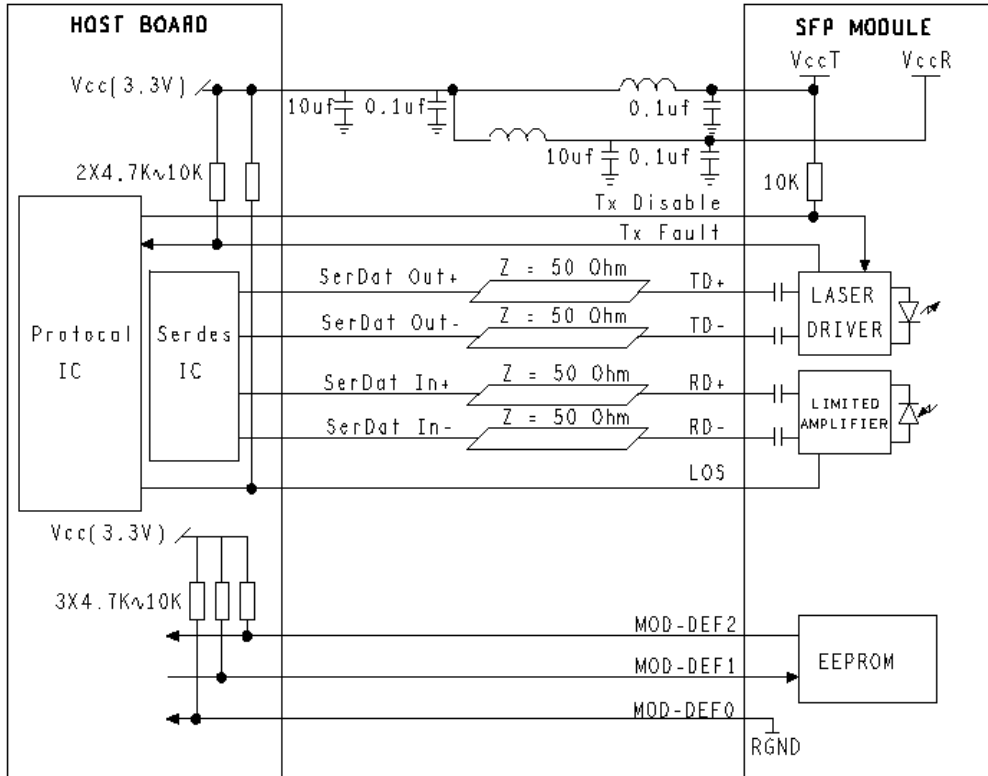 HOST BOARD
SFP MODULE
VccT
VccR
Vcc(3.3V)
10uf
0.1uf
0.1uf
10uf
0.1uf
2X4.7K~10K
10K
Tx Disable
Tx Fault
Protocal
IC
Serdes
IC
SerDat Out+
Z = 50 Ohm
TD+
SerDat Out-
Z = 50 Ohm
TD-
LASER
DRIVER
SerDat In+
Z = 50 Ohm
RD+
SerDat In-
Z = 50 Ohm
RD-
LIMITED
AMPLIFIER
LOS
Vcc(3.3V)
3X4.7K~10K
MOD-DEF2
MOD-DEF1
MOD-DEF0
EEPROM
RGND